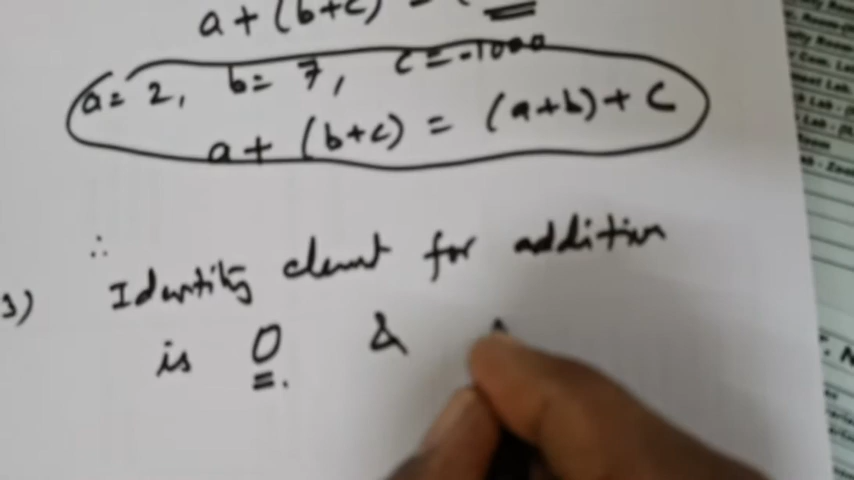 a + (b+c) = (
a = 2, b = 7, c = -1000
a + (b+c) = (a+b) + c
∴
3) Identity element for addition
is 0 &